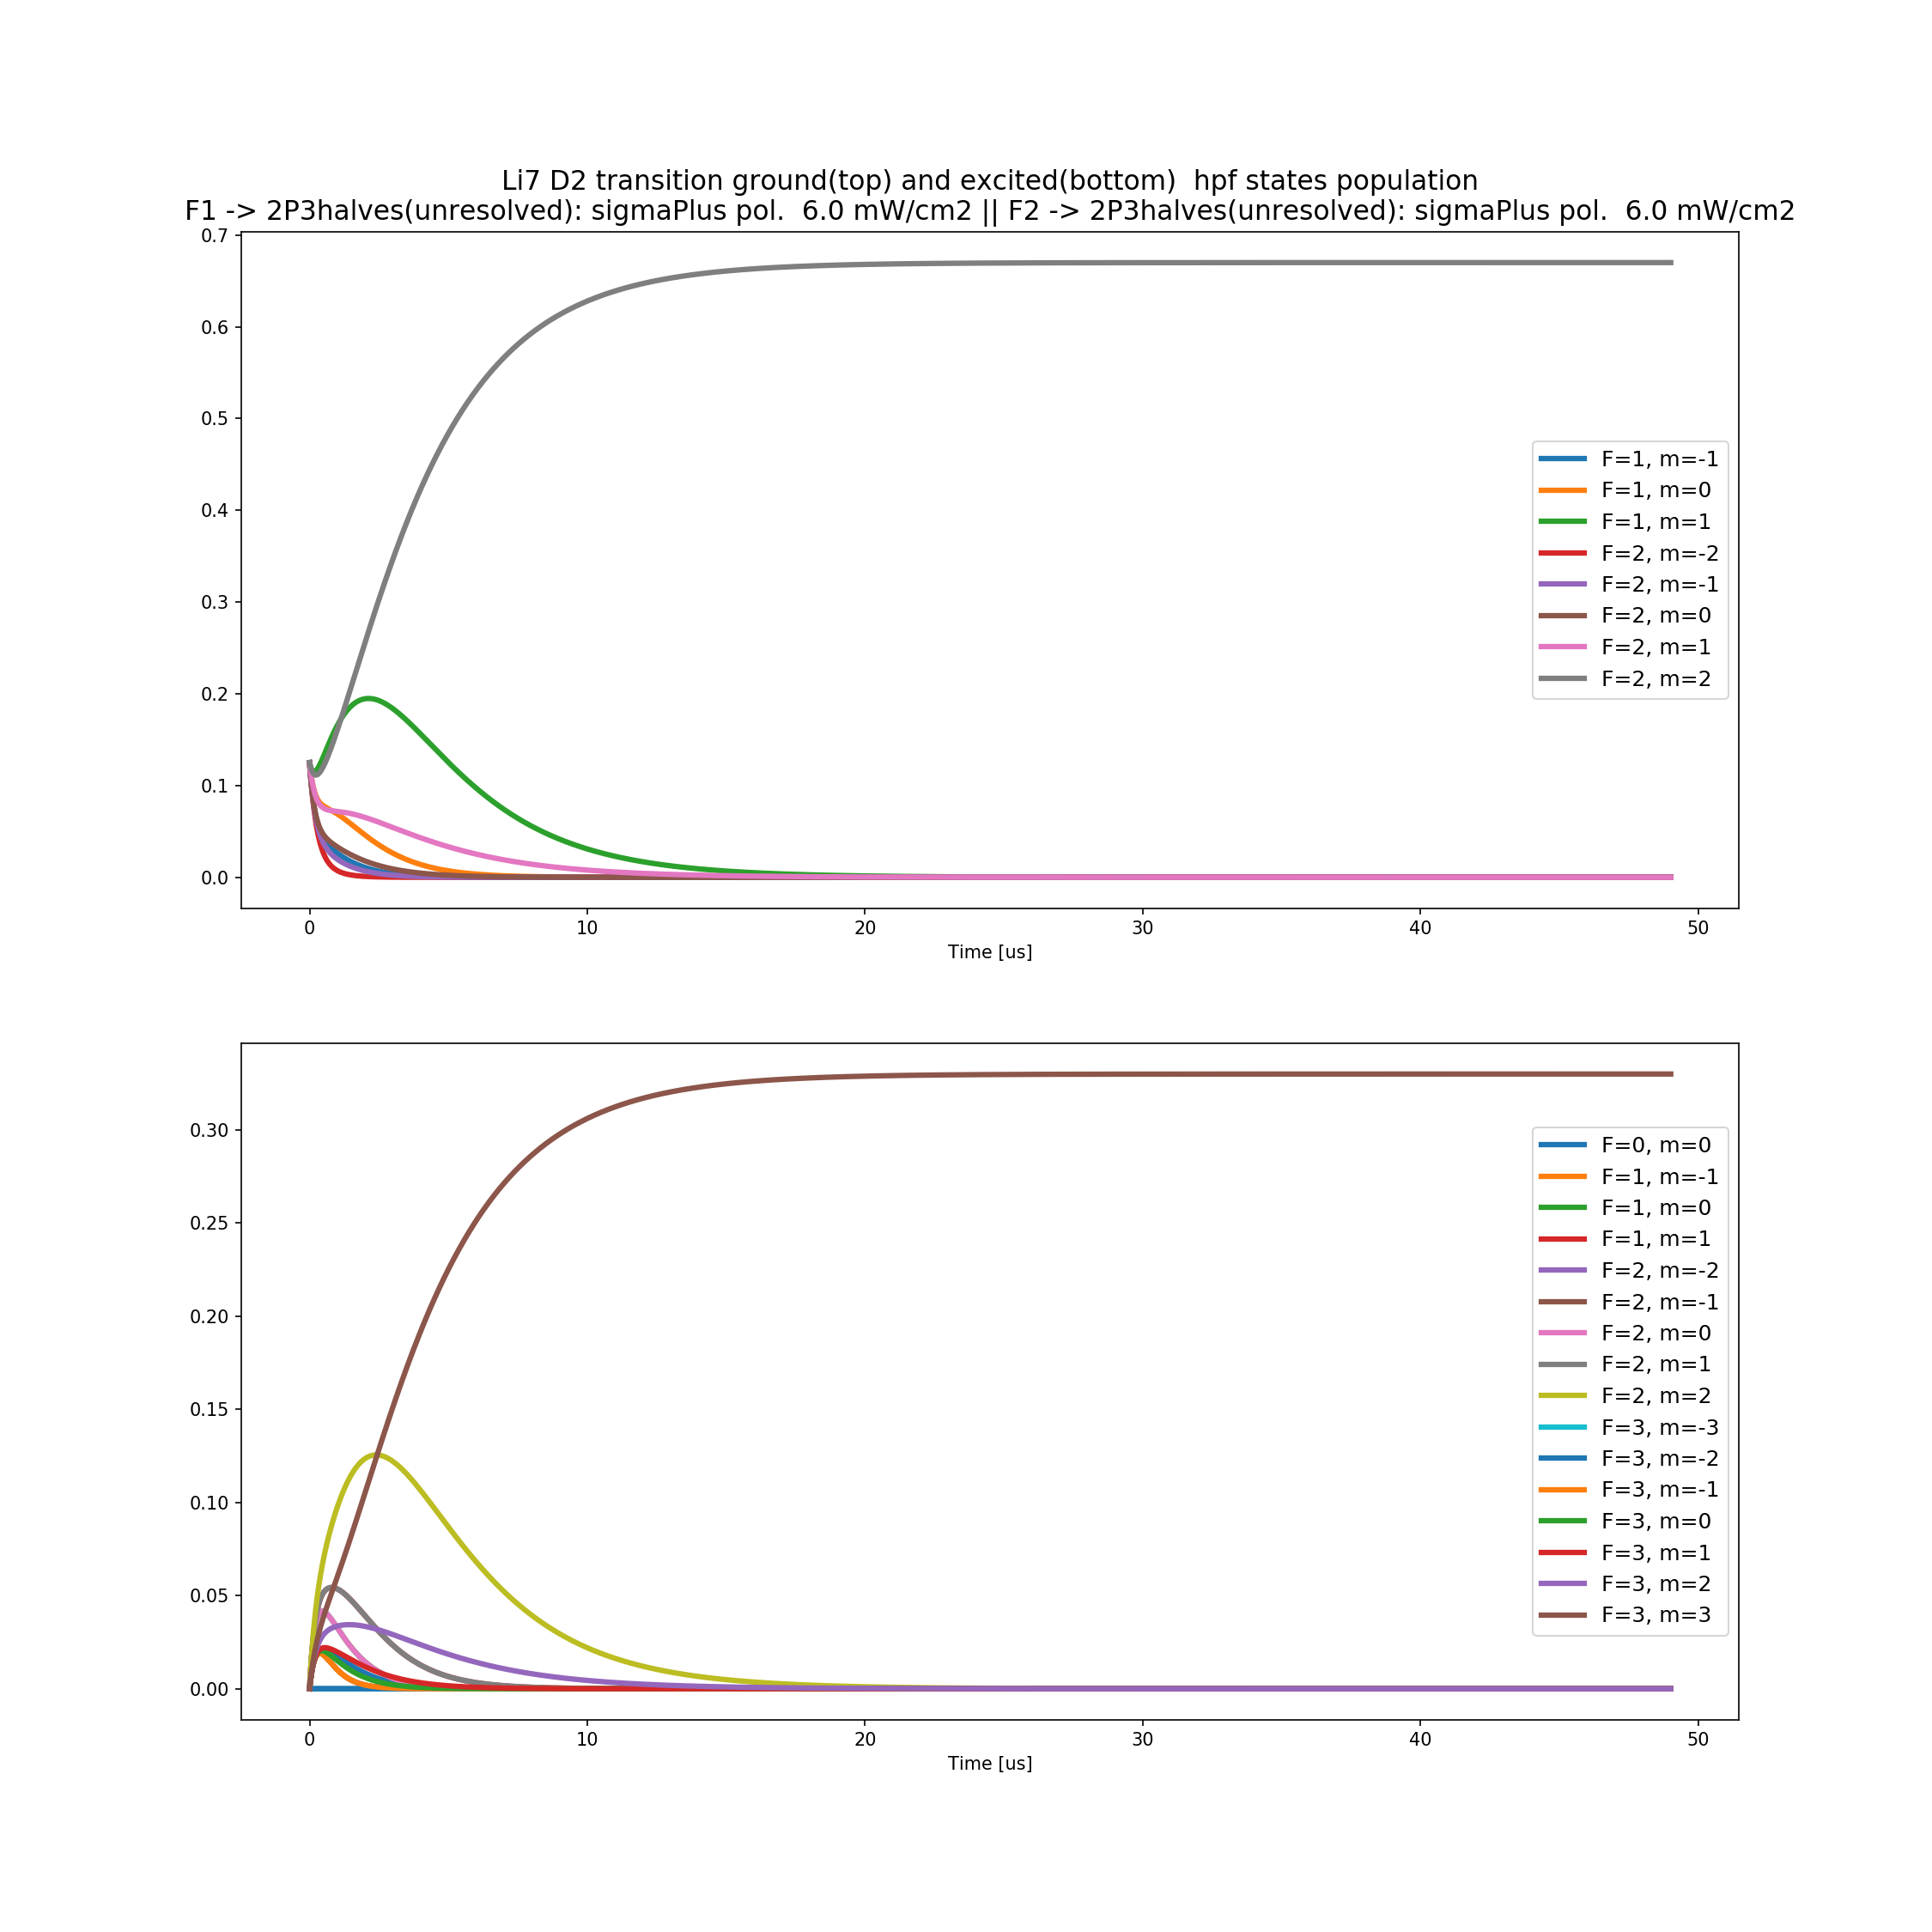 Li7 D2 transition ground(top) and excited(bottom)  hpf states population
F1 -> 2P3halves(unresolved): sigmaPlus pol.  6.0 mW/cm2 || F2 -> 2P3halves(unresolved): sigmaPlus pol.  6.0 mW/cm2
0.7
0.6
0.5
0.4
0.3
0.2
0.1
0.0
F=1, m=-1
F=1, m=0
F=1, m=1
F=2, m=-2
F=2, m=-1
F=2, m=0
F=2, m=1
F=2, m=2
0 10 20 30 40 50
Time [us]
0.30
0.25
0.20
0.15
0.10
0.05
0.00
F=0, m=0
F=1, m=-1
F=1, m=0
F=1, m=1
F=2, m=-2
F=2, m=-1
F=2, m=0
F=2, m=1
F=2, m=2
F=3, m=-3
F=3, m=-2
F=3, m=-1
F=3, m=0
F=3, m=1
F=3, m=2
F=3, m=3
0 10 20 30 40 50
Time [us]